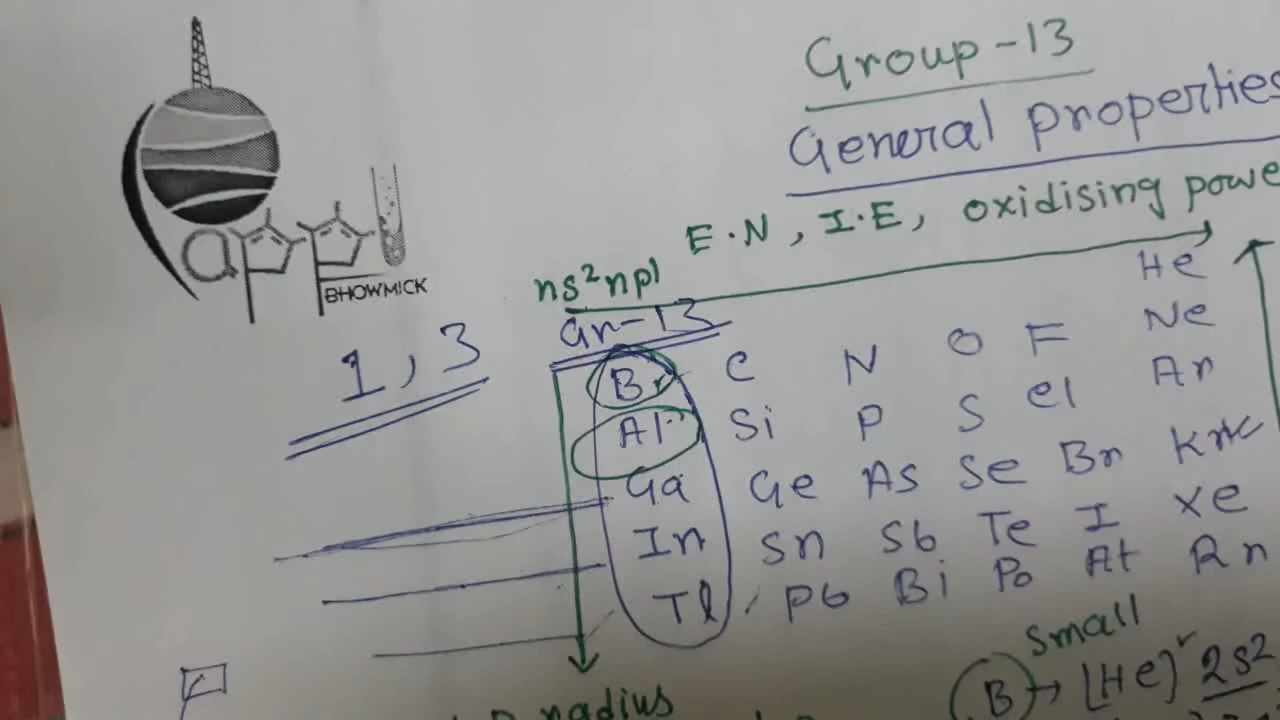 Group-13
General properties
E.N, I.E, oxidising powe
ns²np1
Gr-13
BHOWMICK
1, 3
He
B C N O F Ne
Al Si P S Cl Ar
Ga Ge As Se Br Kr
In Sn Sb Te I Xe
Tl Pb Bi Po At Rn
small
B → [He] 2s²
radius